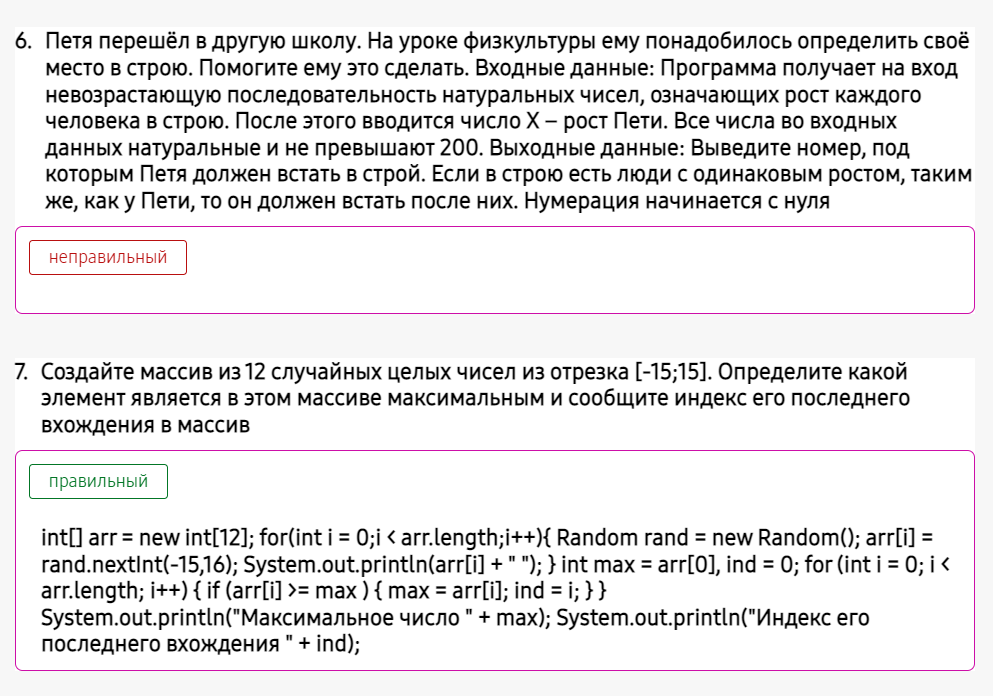 6. Петя перешёл в другую школу. На уроке физкультуры ему понадобилось определить своё
место в строю. Помогите ему это сделать. Входные данные: Программа получает на вход
невозрастающую последовательность натуральных чисел, означающих рост каждого
человека в строю. После этого вводится число X – рост Пети. Все числа во входных
данных натуральные и не превышают 200. Выходные данные: Выведите номер, под
которым Петя должен встать в строй. Если в строю есть люди с одинаковым ростом, таким
же, как у Пети, то он должен встать после них. Нумерация начинается с нуля
неправильный
7. Создайте массив из 12 случайных целых чисел из отрезка [-15;15]. Определите какой
элемент является в этом массиве максимальным и сообщите индекс его последнего
вхождения в массив
правильный
int[] arr = new int[12]; for(int i = 0;i < arr.length;i++){ Random rand = new Random(); arr[i] =
rand.nextInt(-15,16); System.out.println(arr[i] + " "); } int max = arr[0], ind = 0; for (int i = 0; i <
arr.length; i++) { if (arr[i] >= max ) { max = arr[i]; ind = i; } }
System.out.println("Максимальное число " + max); System.out.println("Индекс его
последнего вхождения " + ind);